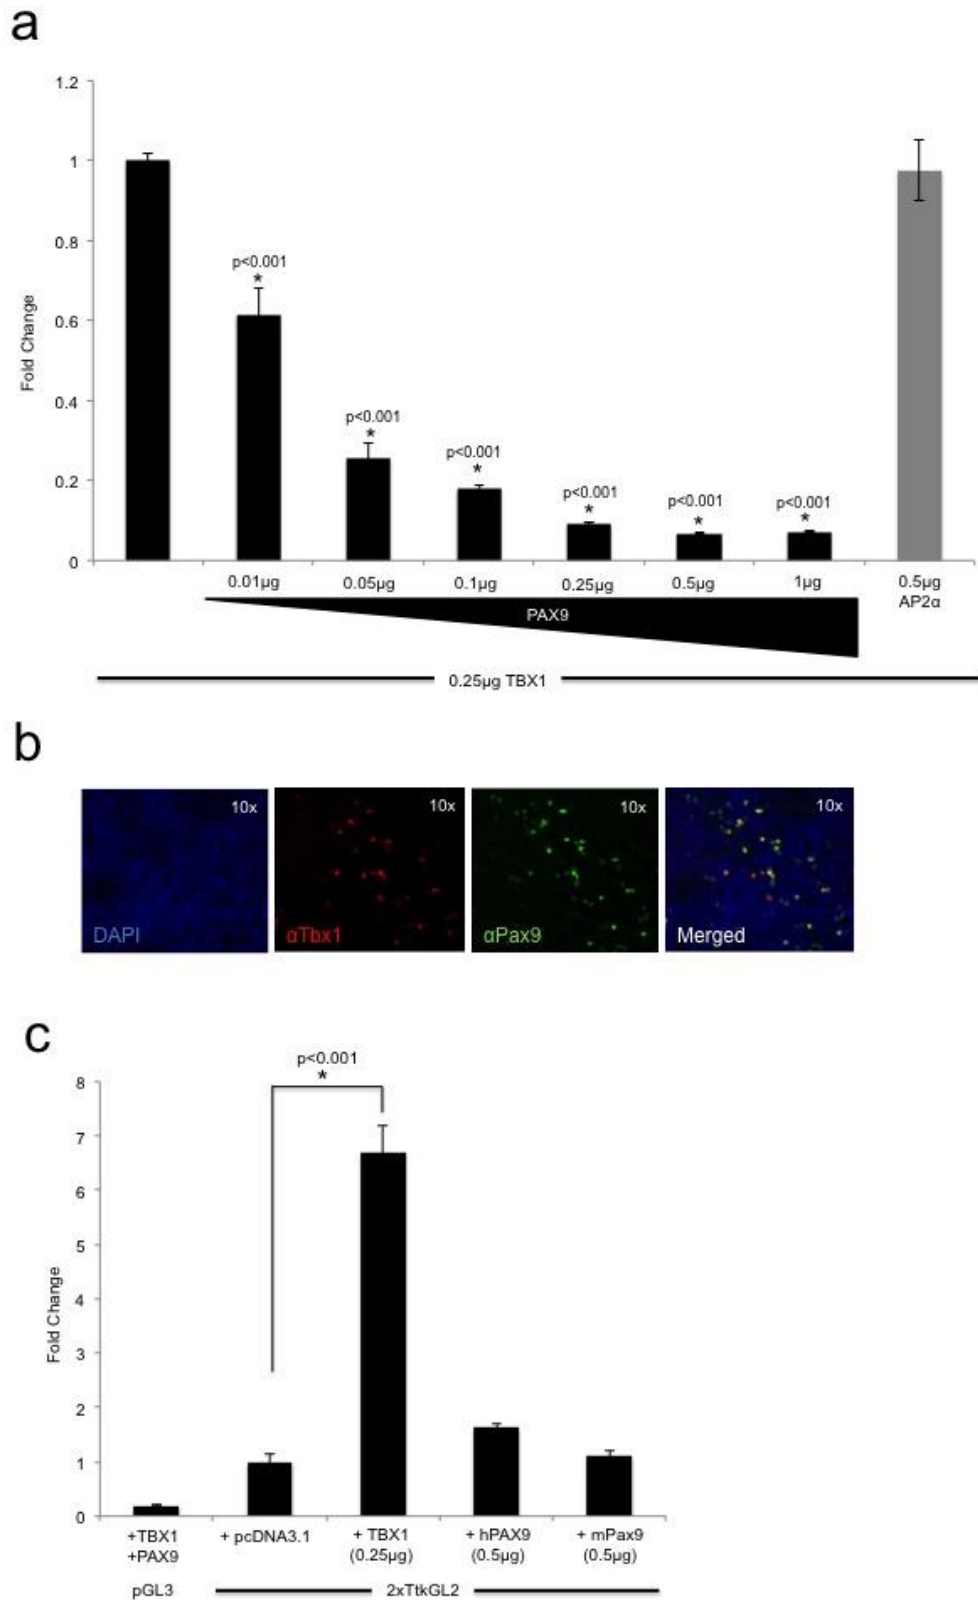 a
1.2
1
0.8
0.6
0.4
0.2
0
Fold Change
p<0.001
*
p<0.001
*
p<0.001
*
p<0.001
*
p<0.001
*
p<0.001
*
0.01µg 0.05µg 0.1µg 0.25µg 0.5µg 1µg 0.5µg
AP2α
PAX9
0.25µg TBX1
b
10x 10x 10x 10x
DAPI αTbx1 αPax9 Merged
c
p<0.001
*
8
7
6
5
4
3
2
1
0
Fold Change
+TBX1 + pcDNA3.1 + TBX1 + hPAX9 + mPax9
+PAX9 (0.25µg) (0.5µg) (0.5µg)
pGL3 2xTtkGL2